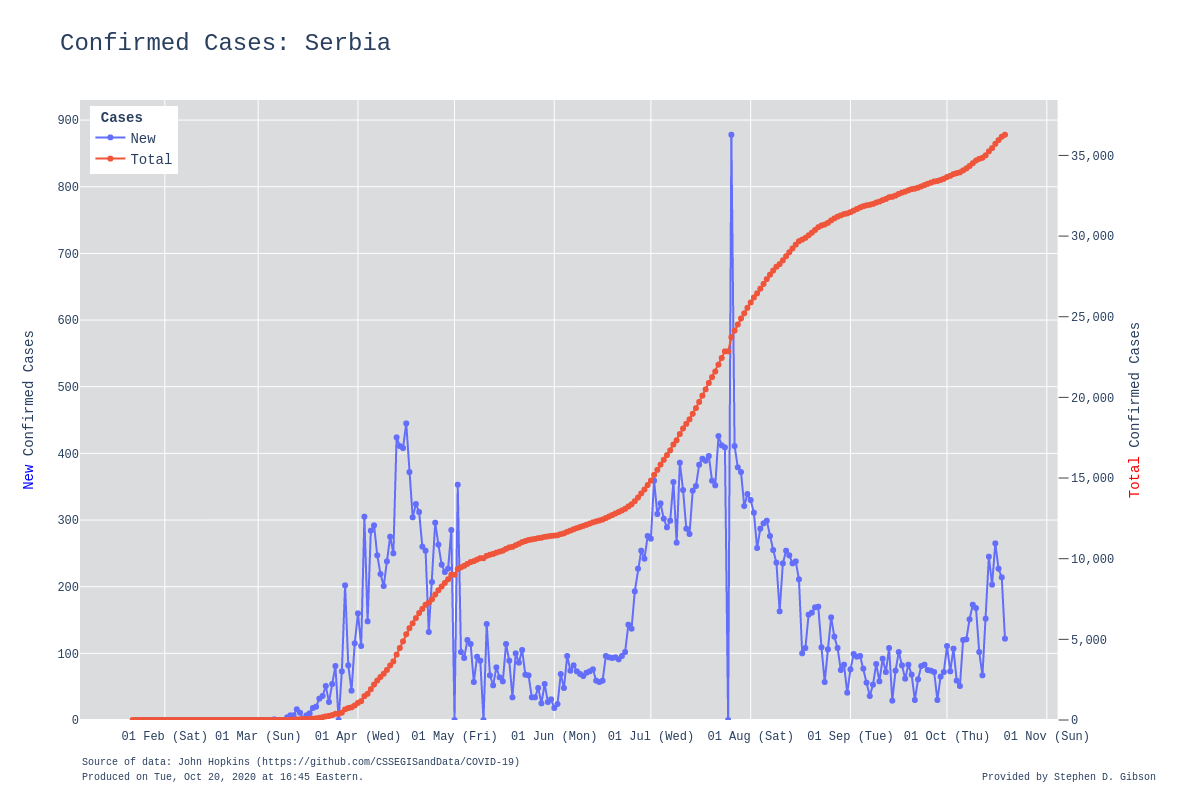 Confirmed Cases: Serbia
Cases
New
Total
900
800
700
600
500
400
300
200
100
0
New Confirmed Cases
35,000
30,000
25,000
20,000
15,000
10,000
5,000
0
Total Confirmed Cases
01 Feb (Sat) 01 Mar (Sun) 01 Apr (Wed) 01 May (Fri) 01 Jun (Mon) 01 Jul (Wed) 01 Aug (Sat) 01 Sep (Tue) 01 Oct (Thu) 01 Nov (Sun)
Source of data: John Hopkins (https://github.com/CSSEGISandData/COVID-19)
Produced on Tue, Oct 20, 2020 at 16:45 Eastern.
Provided by Stephen D. Gibson